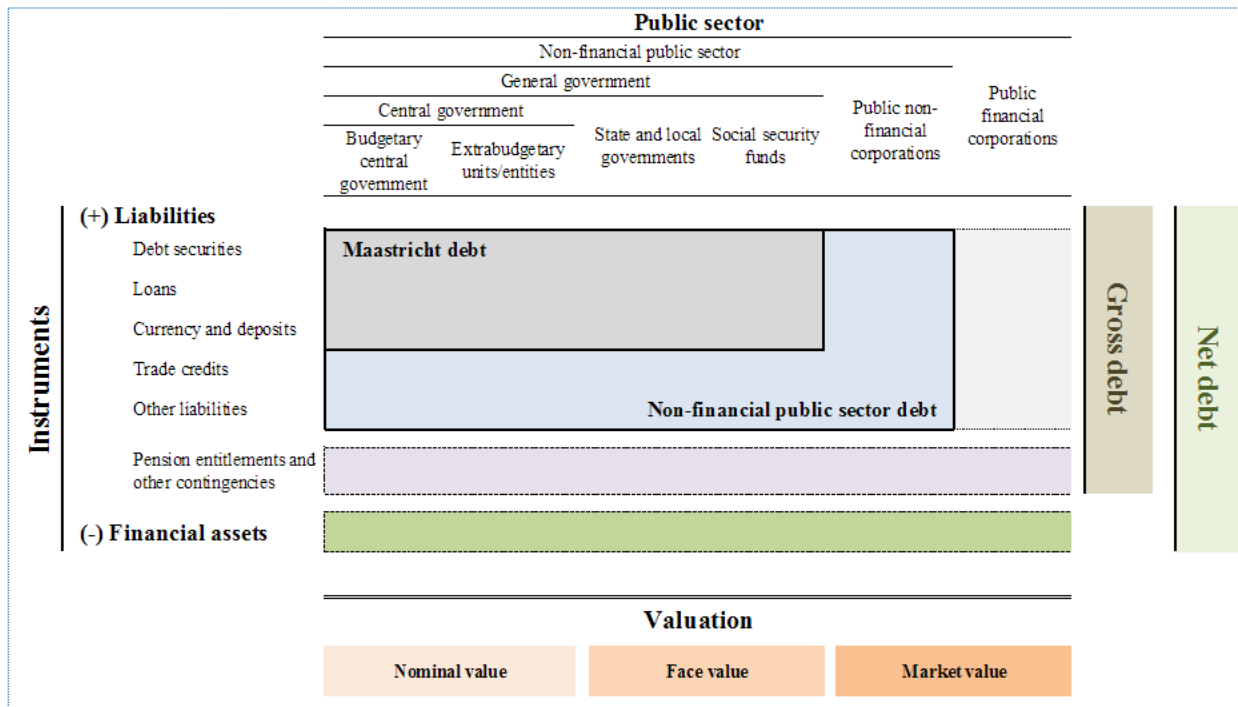 Public sector
Non-financial public sector
General government
Central government
Budgetary
central
government
Extrabudgetary
units/entities
State and local
governments
Social security
funds
Public non-
financial
corporations
Public
financial
corporations
Instruments
(+) Liabilities
Debt securities
Loans
Currency and deposits
Trade credits
Other liabilities
Pension entitlements and
other contingencies
(-) Financial assets
Maastricht debt
Non-financial public sector debt
Gross debt
Net debt
Valuation
Nominal value
Face value
Market value